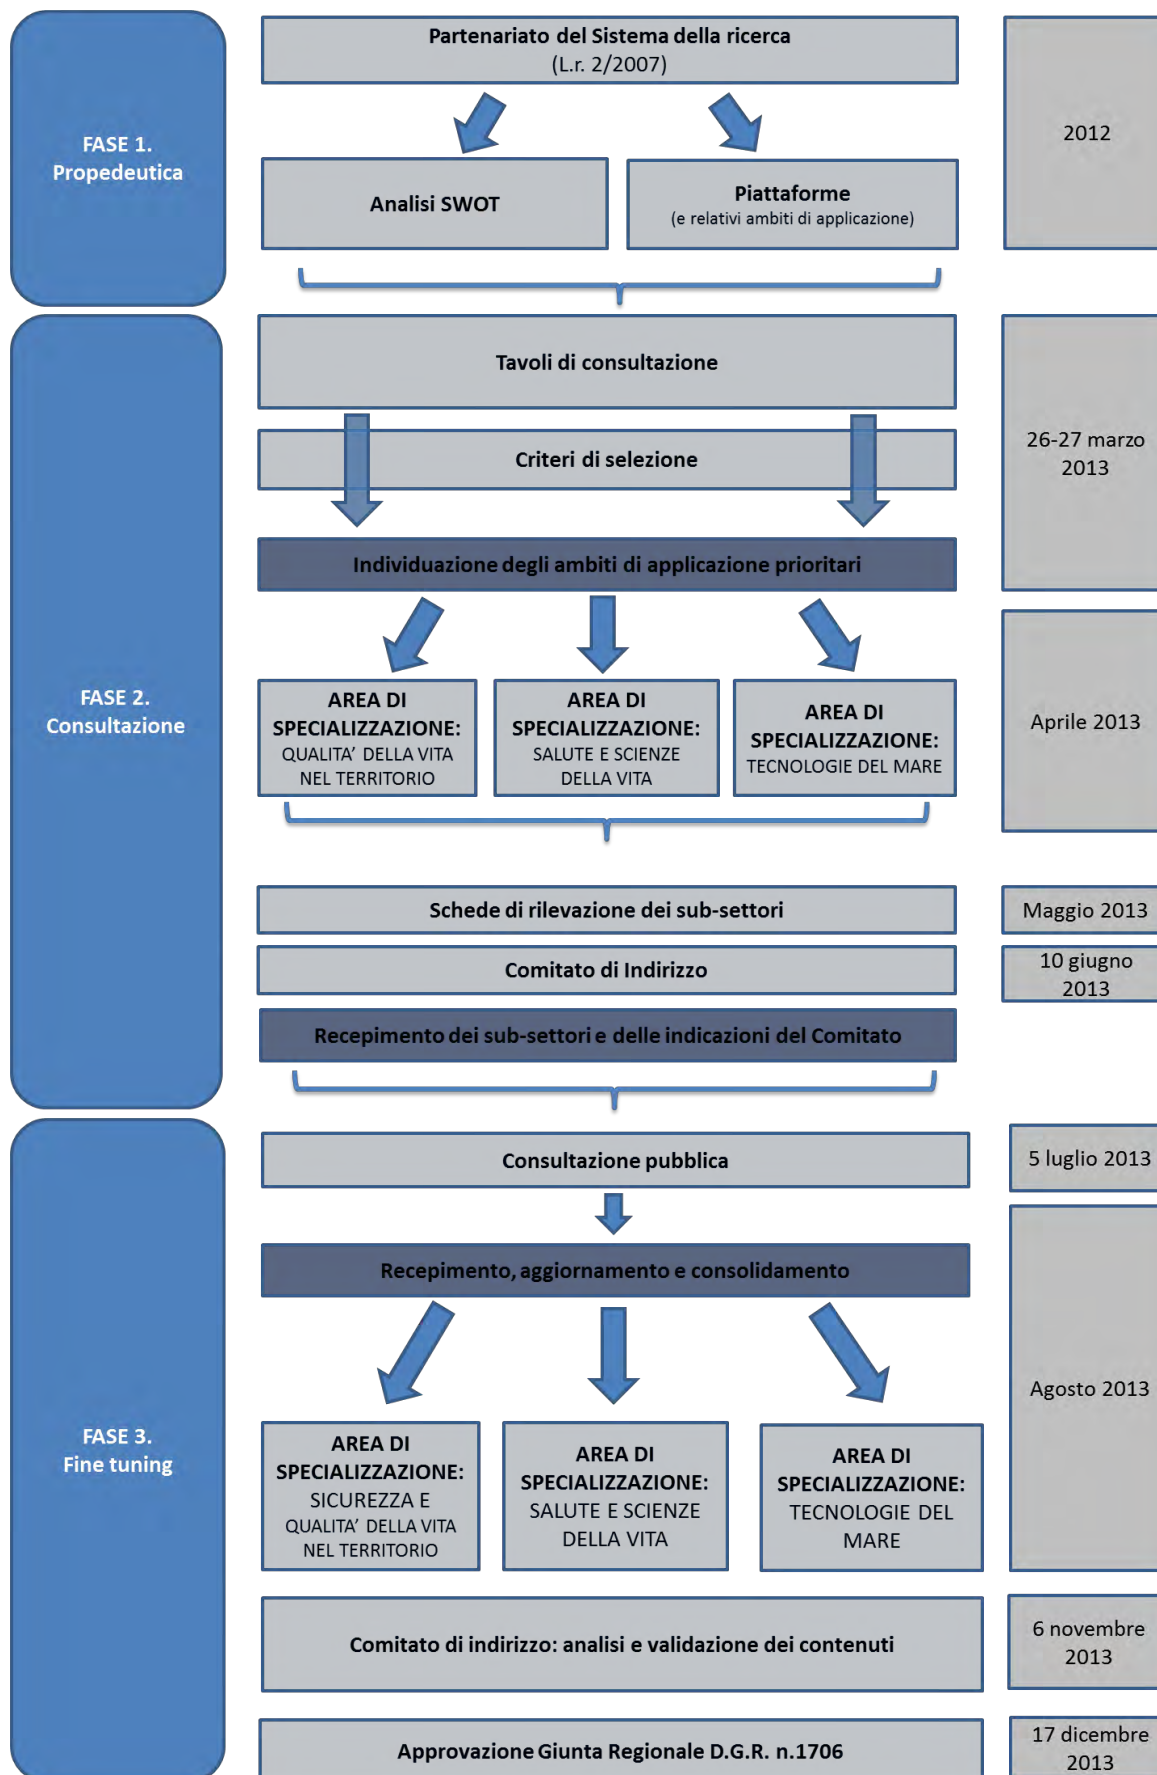 FASE 1.
Propedeutica
Partenariato del Sistema della ricerca
(L.r. 2/2007)
Analisi SWOT
Piattaforme
(e relativi ambiti di applicazione)
2012
FASE 2.
Consultazione
Tavoli di consultazione
Criteri di selezione
Individuazione degli ambiti di applicazione prioritari
26-27 marzo
2013
AREA DI
SPECIALIZZAZIONE:
QUALITA’ DELLA VITA
NEL TERRITORIO
AREA DI
SPECIALIZZAZIONE:
SALUTE E SCIENZE
DELLA VITA
AREA DI
SPECIALIZZAZIONE:
TECNOLOGIE DEL MARE
Aprile 2013
Schede di rilevazione dei sub-settori
Maggio 2013
Comitato di Indirizzo
10 giugno
2013
Recepimento dei sub-settori e delle indicazioni del Comitato
FASE 3.
Fine tuning
Consultazione pubblica
5 luglio 2013
Recepimento, aggiornamento e consolidamento
AREA DI
SPECIALIZZAZIONE:
SICUREZZA E
QUALITA’ DELLA VITA
NEL TERRITORIO
AREA DI
SPECIALIZZAZIONE:
SALUTE E SCIENZE
DELLA VITA
AREA DI
SPECIALIZZAZIONE:
TECNOLOGIE DEL
MARE
Agosto 2013
Comitato di indirizzo: analisi e validazione dei contenuti
6 novembre
2013
Approvazione Giunta Regionale D.G.R. n.1706
17 dicembre
2013